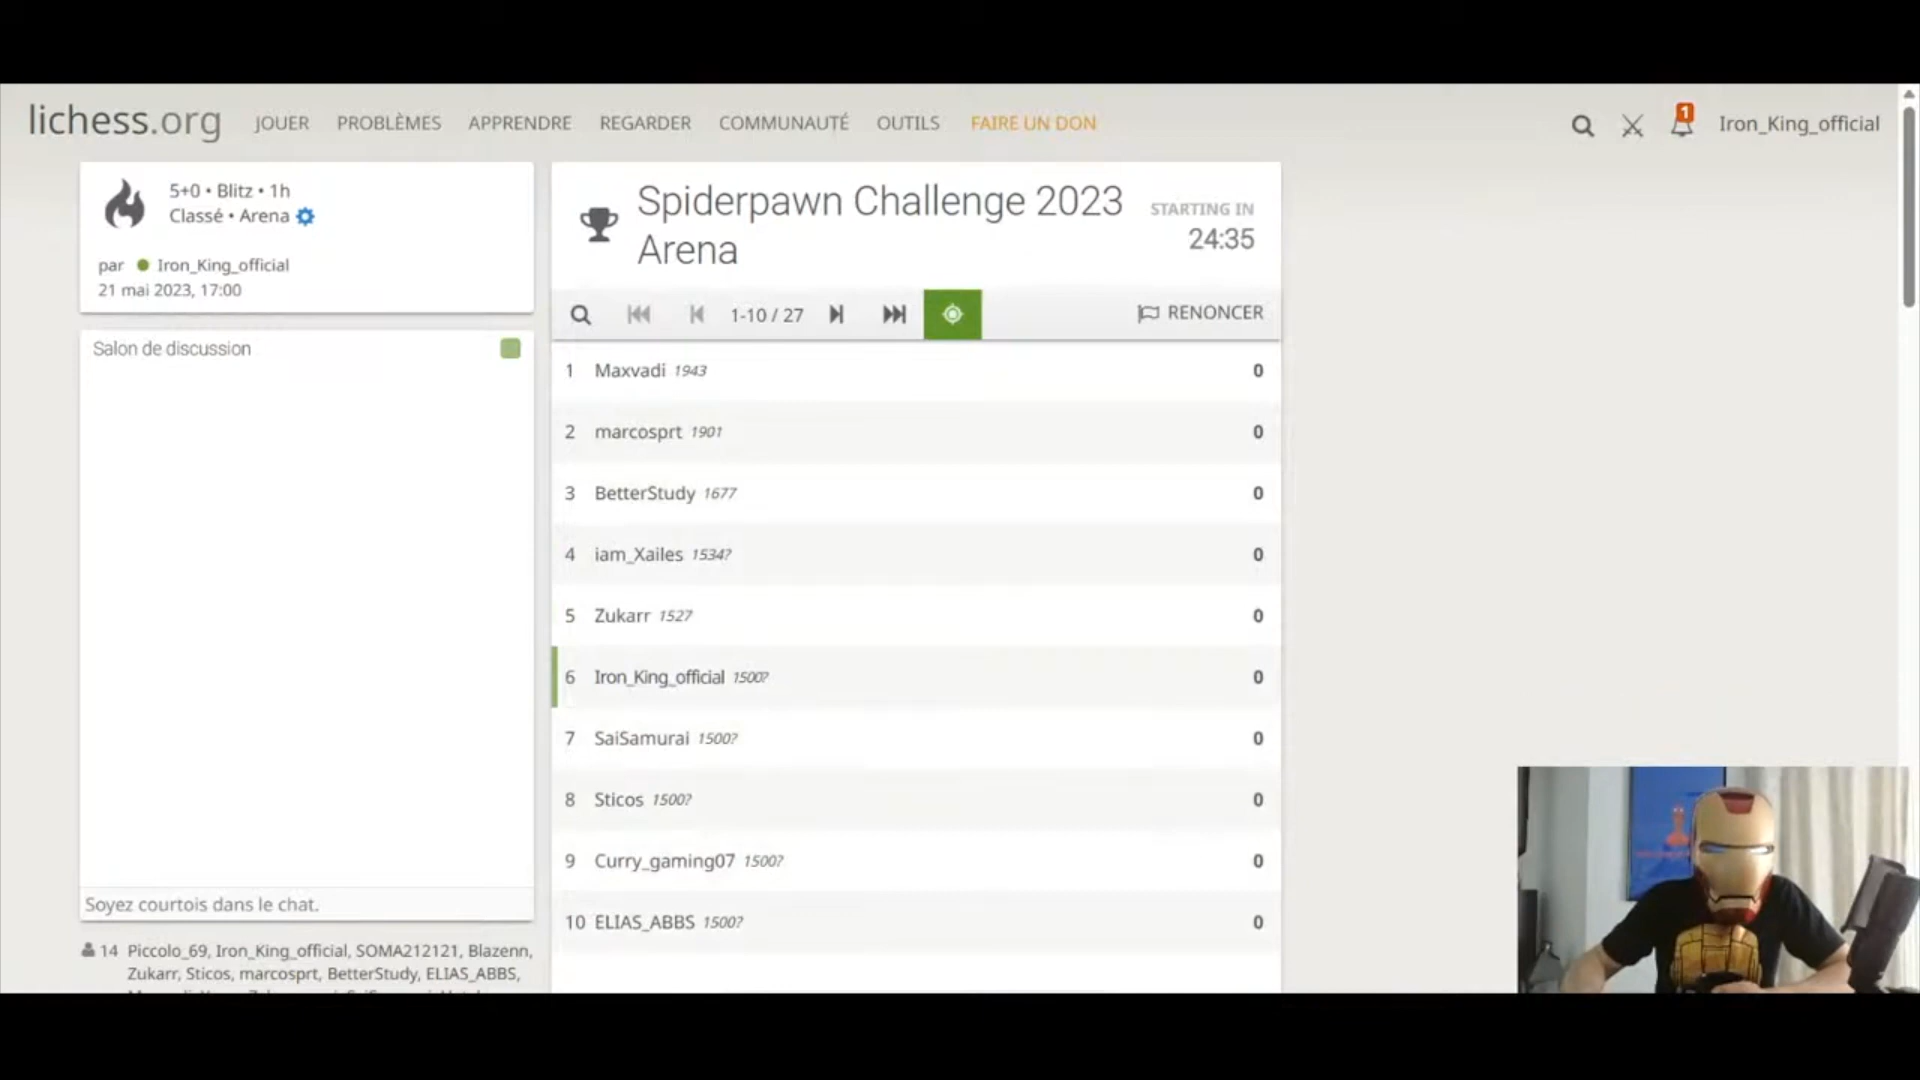 lichess.org JOUER PROBLÈMES APPRENDRE REGARDER COMMUNAUTÉ OUTILS FAIRE UN DON 1 Iron_King_official
5+0 • Blitz • 1h
Classé • Arena
par Iron_King_official
21 mai 2023, 17:00
Salon de discussion
Soyez courtois dans le chat.
14 Piccolo_69, Iron_King_official, SOMA212121, Blazenn,
Zukarr, Sticos, marcosprt, BetterStudy, ELIAS_ABBS,
Spiderpawn Challenge 2023
Arena
STARTING IN
24:35
1-10 / 27 RENONCER
1 Maxvadi 1943 0
2 marcosprt 1901 0
3 BetterStudy 1677 0
4 iam_Xailes 1534? 0
5 Zukarr 1527 0
6 Iron_King_official 1500? 0
7 SaiSamurai 1500? 0
8 Sticos 1500? 0
9 Curry_gaming07 1500? 0
10 ELIAS_ABBS 1500? 0